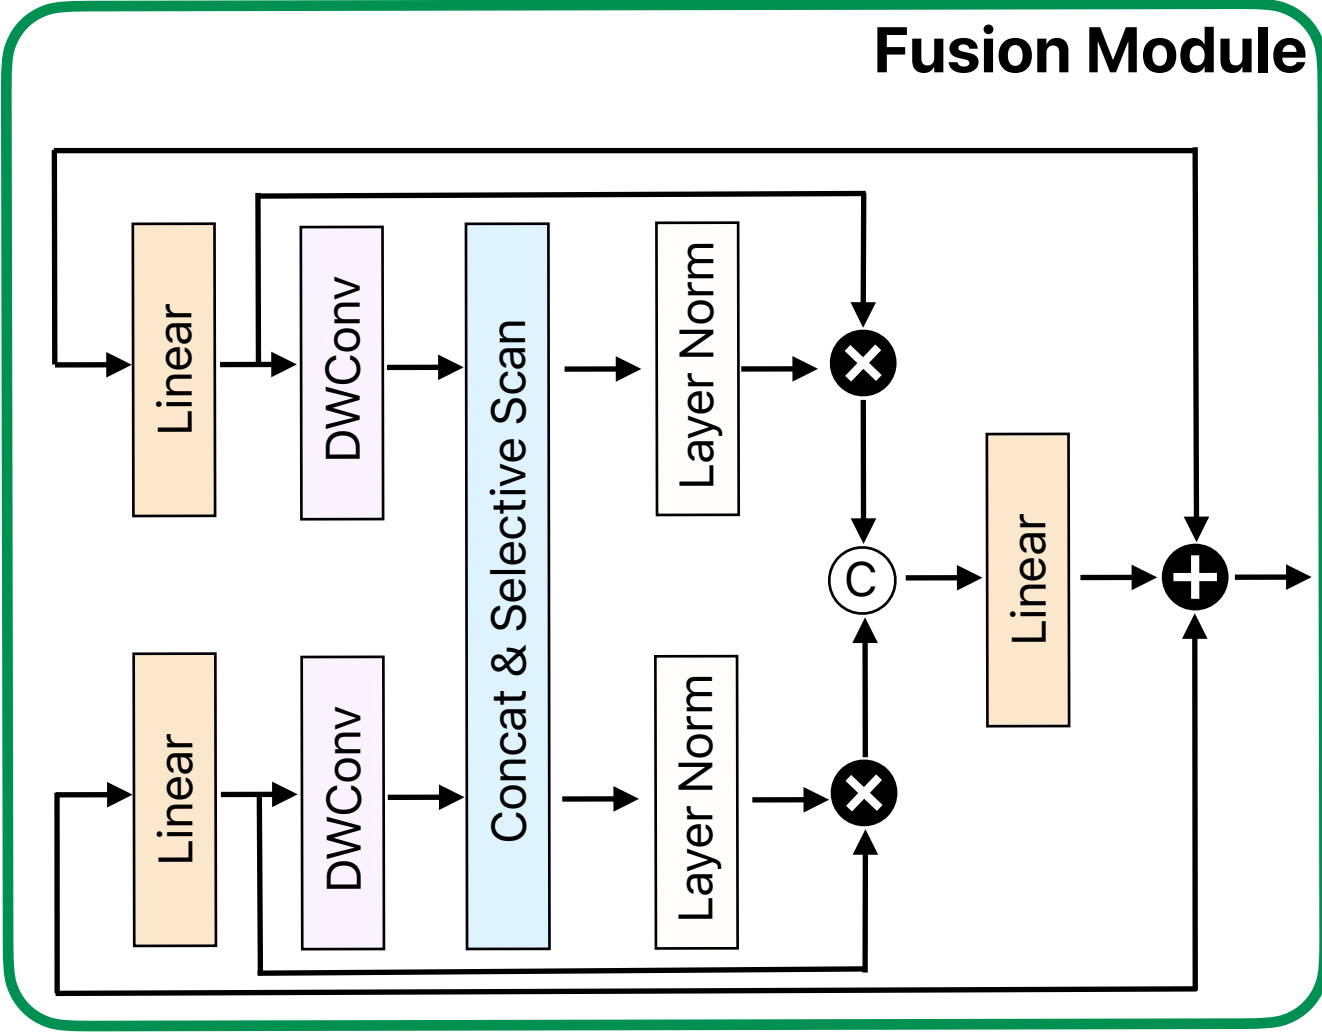 Fusion Module
Linear
DWConv
Concat & Selective Scan
Layer Norm
C
Linear
Linear
DWConv
Layer Norm